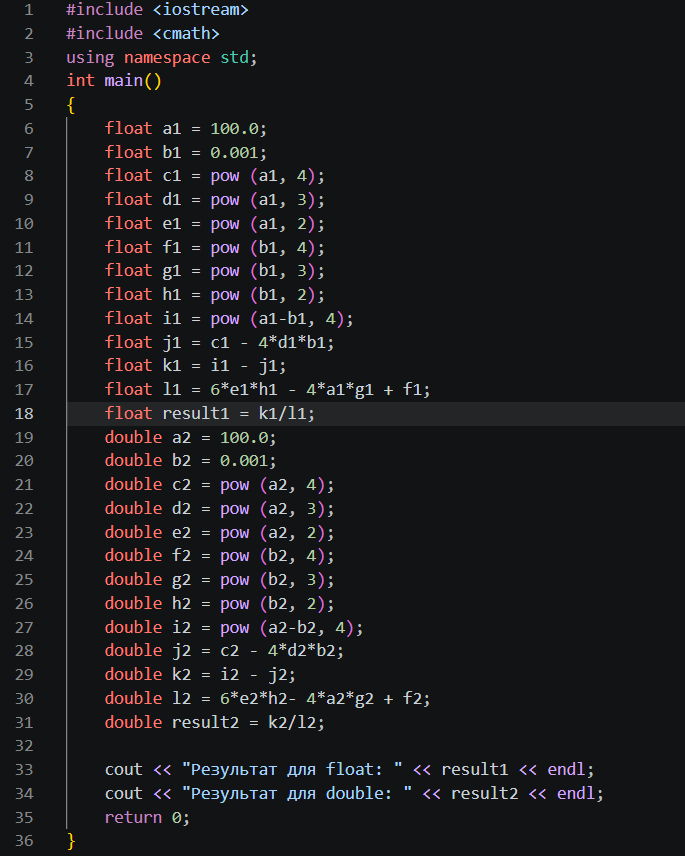 1 #include <iostream>
2 #include <cmath>
3 using namespace std;
4 int main()
5 {
6 float a1 = 100.0;
7 float b1 = 0.001;
8 float c1 = pow (a1, 4);
9 float d1 = pow (a1, 3);
10 float e1 = pow (a1, 2);
11 float f1 = pow (b1, 4);
12 float g1 = pow (b1, 3);
13 float h1 = pow (b1, 2);
14 float i1 = pow (a1-b1, 4);
15 float j1 = c1 - 4*d1*b1;
16 float k1 = i1 - j1;
17 float l1 = 6*e1*h1 - 4*a1*g1 + f1;
18 float result1 = k1/l1;
19 double a2 = 100.0;
20 double b2 = 0.001;
21 double c2 = pow (a2, 4);
22 double d2 = pow (a2, 3);
23 double e2 = pow (a2, 2);
24 double f2 = pow (b2, 4);
25 double g2 = pow (b2, 3);
26 double h2 = pow (b2, 2);
27 double i2 = pow (a2-b2, 4);
28 double j2 = c2 - 4*d2*b2;
29 double k2 = i2 - j2;
30 double l2 = 6*e2*h2- 4*a2*g2 + f2;
31 double result2 = k2/l2;
32
33 cout << "Результат для float: " << result1 << endl;
34 cout << "Результат для double: " << result2 << endl;
35 return 0;
36 }